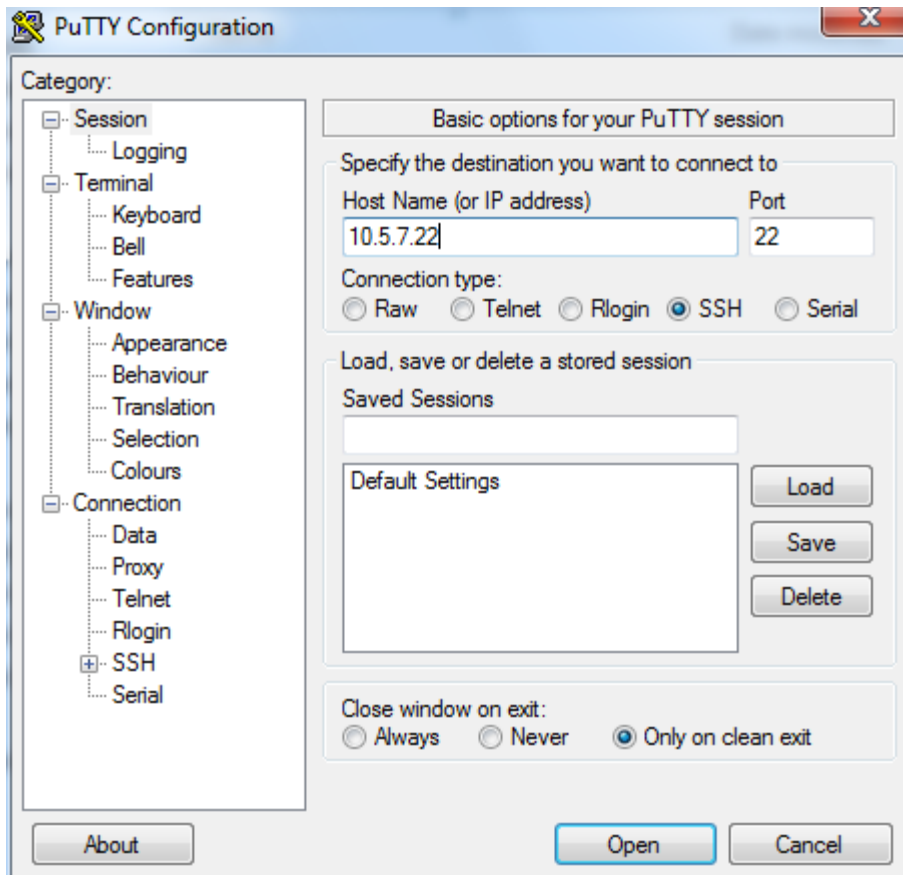 PuTTY Configuration
Category:
Session
Logging
Terminal
Keyboard
Bell
Features
Window
Appearance
Behaviour
Translation
Selection
Colours
Connection
Data
Proxy
Telnet
Rlogin
SSH
Serial
Basic options for your PuTTY session
Specify the destination you want to connect to
Host Name (or IP address) Port
10.5.7.22 22
Connection type:
Raw Telnet Rlogin SSH Serial
Load, save or delete a stored session
Saved Sessions
Default Settings
Load
Save
Delete
Close window on exit:
Always Never Only on clean exit
About Open Cancel